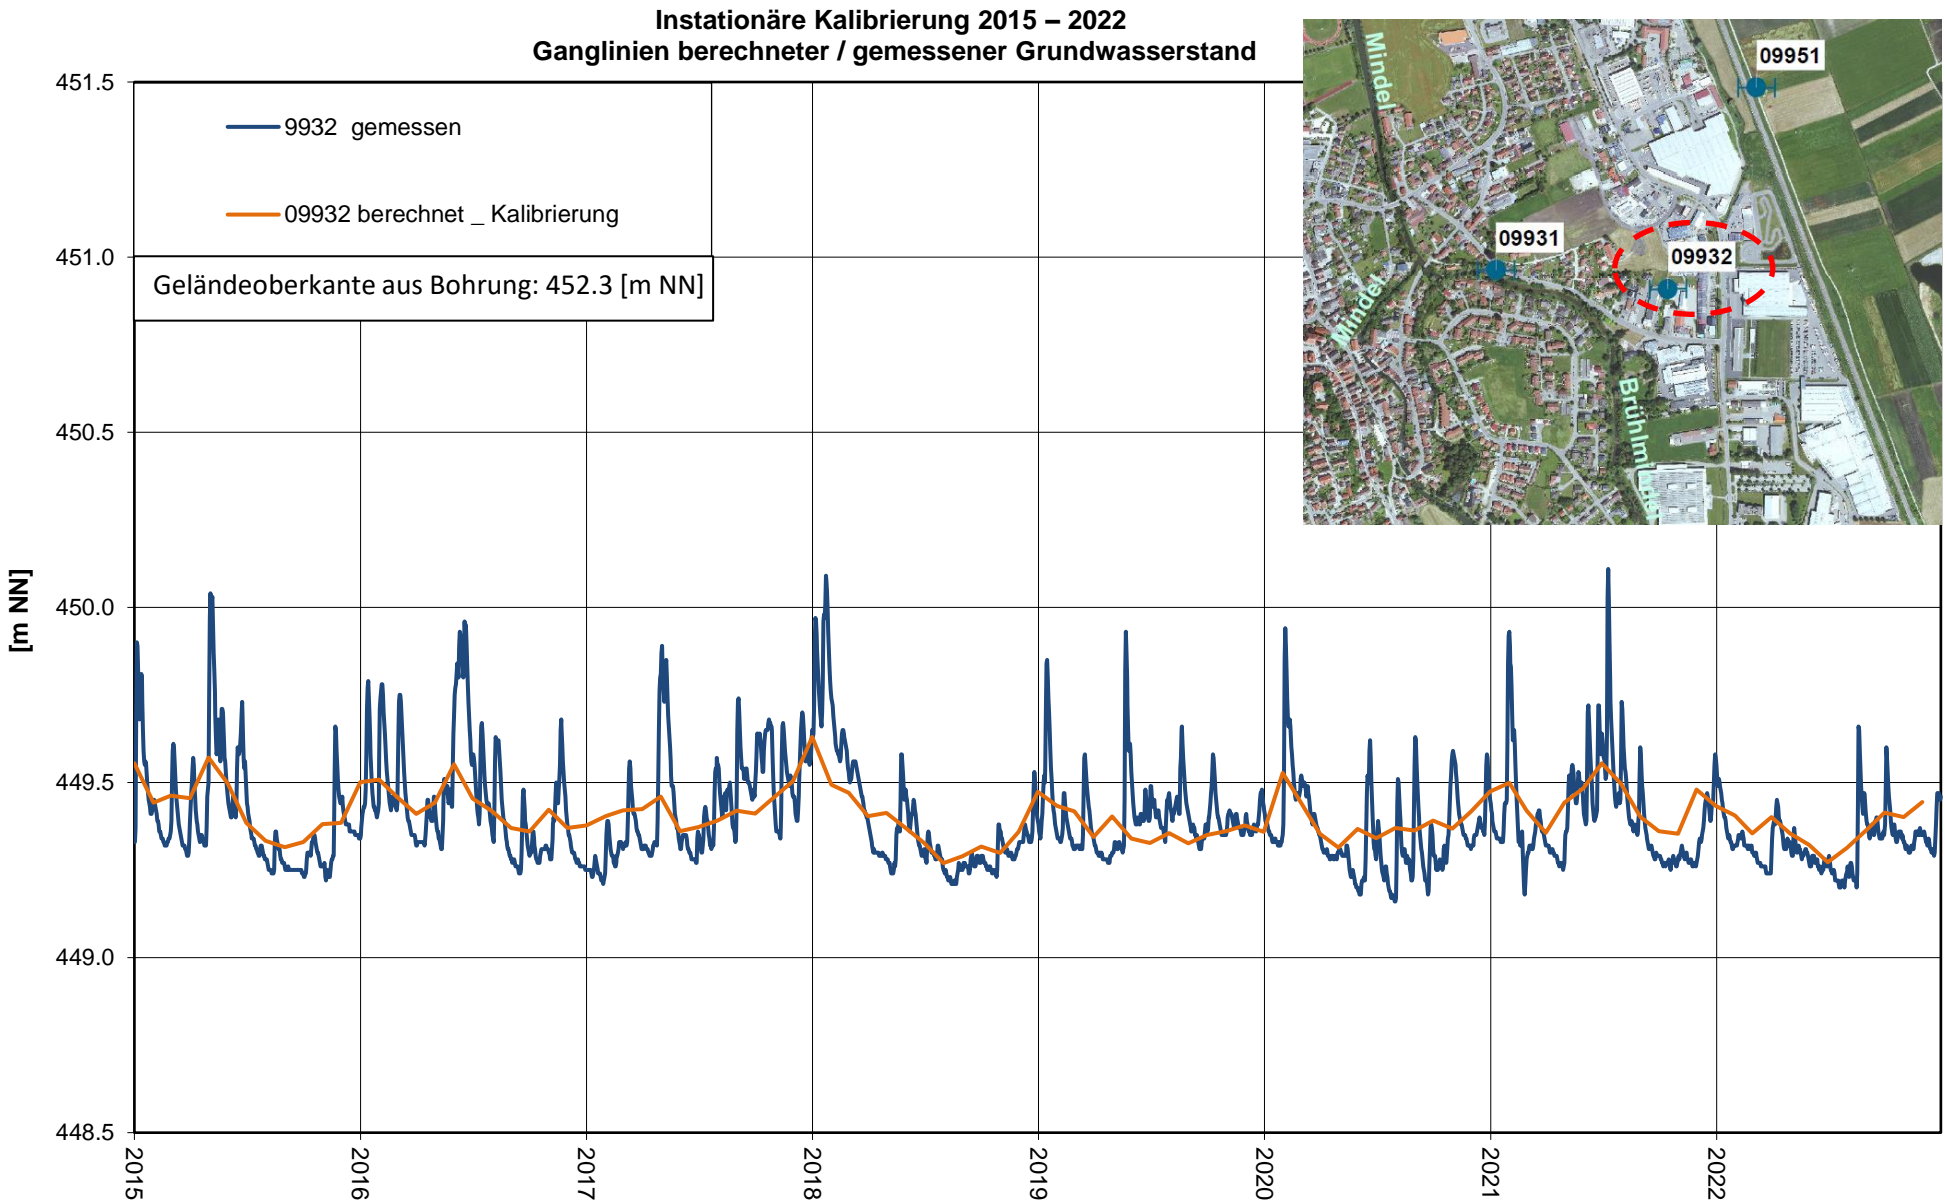 Instationäre Kalibrierung 2015 – 2022
Ganglinien berechneter / gemessener Grundwasserstand
451.5
451.0
450.5
450.0
449.5
449.0
448.5
[m NN]
9932 gemessen
09932 berechnet _ Kalibrierung
Geländeoberkante aus Bohrung: 452.3 [m NN]
2015
2016
2017
2018
2019
2020
2021
2022
Mindel
09951
09931
09932
Mindel